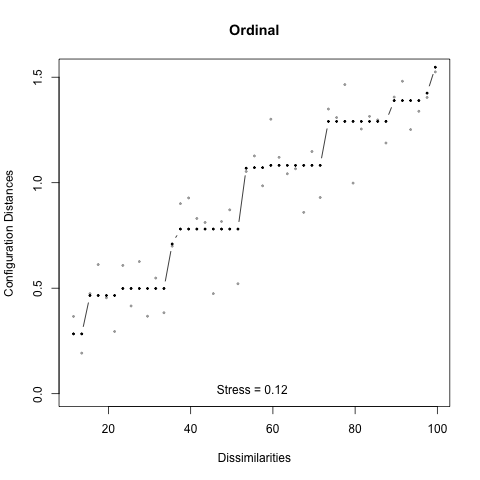 Ordinal
Configuration Distances
1.5
1.0
0.5
0.0
Stress = 0.12
20 40 60 80 100
Dissimilarities